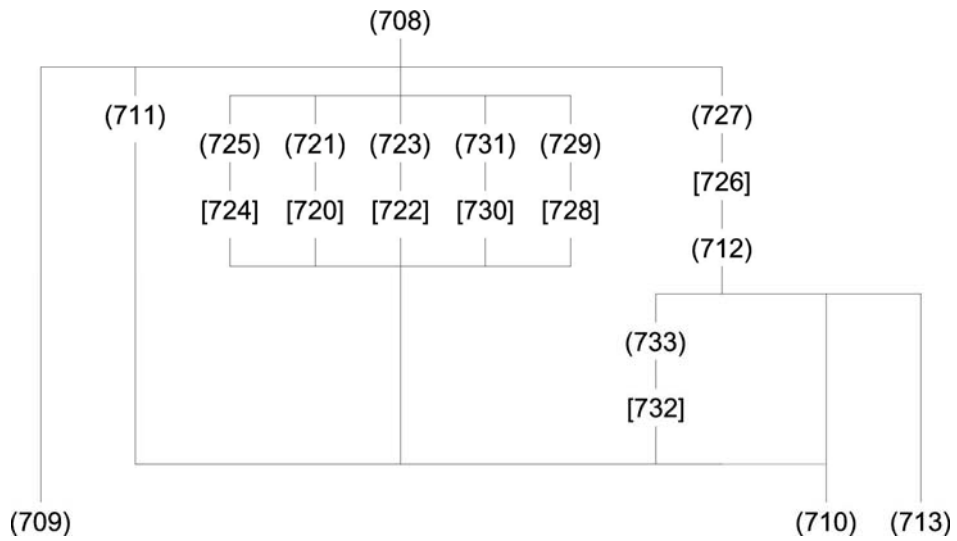 (708)
(711) (727)
(725) (721) (723) (731) (729)
[726]
[724] [720] [722] [730] [728]
(712)
(733)
[732]
(709) (710) (713)